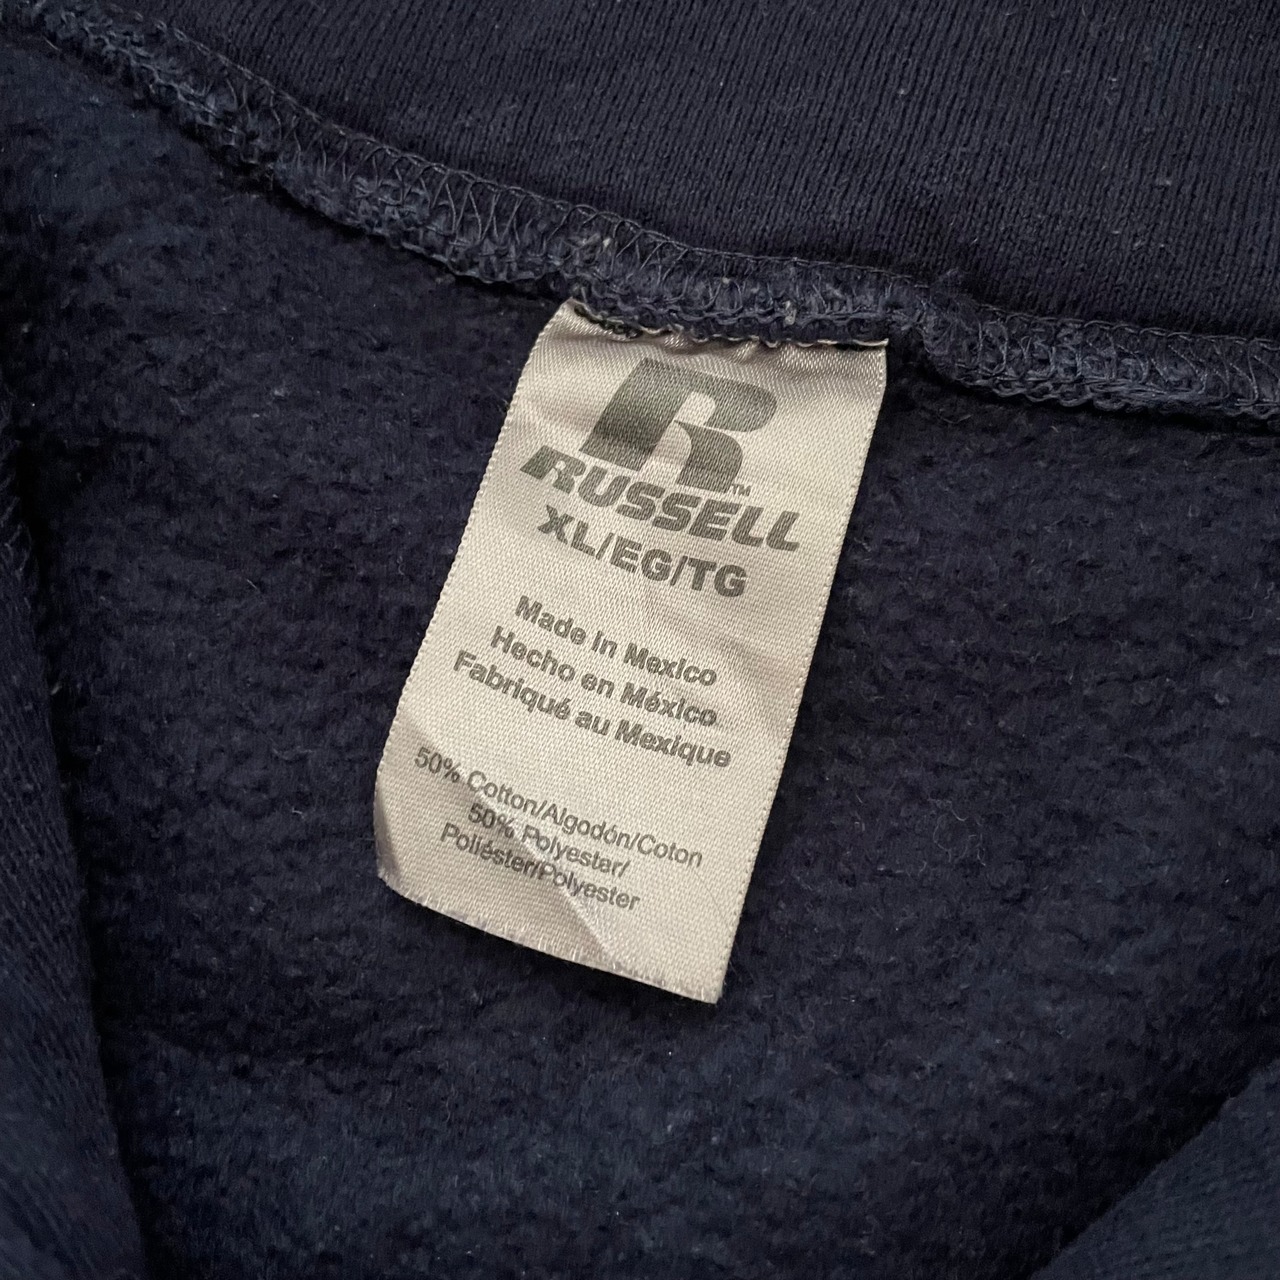 R™
RUSSELL
XL/EG/TG
Made in Mexico
Hecho en México
Fabriqué au Mexique
50% Cotton/Algodón/Coton
50% Polyester/
Poliéster/Polyester